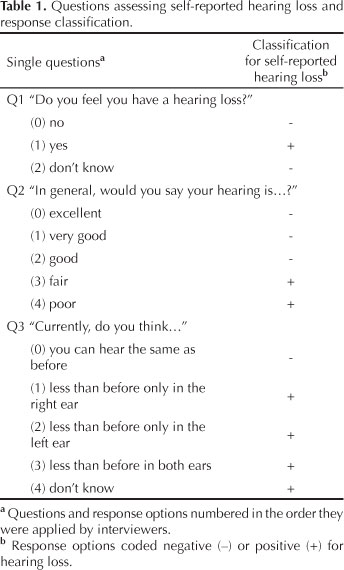 Table 1. Questions assessing self-reported hearing loss and
response classification.
Single questionsa
Classification
for self-reported
hearing lossb
Q1 “Do you feel you have a hearing loss?”
(0) no -
(1) yes +
(2) don’t know -
Q2 “In general, would you say your hearing is…?”
(0) excellent -
(1) very good -
(2) good -
(3) fair +
(4) poor +
Q3 “Currently, do you think…”
(0) you can hear the same as
before -
(1) less than before only in the
right ear +
(2) less than before only in the
left ear +
(3) less than before in both ears +
(4) don’t know +
a Questions and response options numbered in the order they
were applied by interviewers.
b Response options coded negative (–) or positive (+) for
hearing loss.